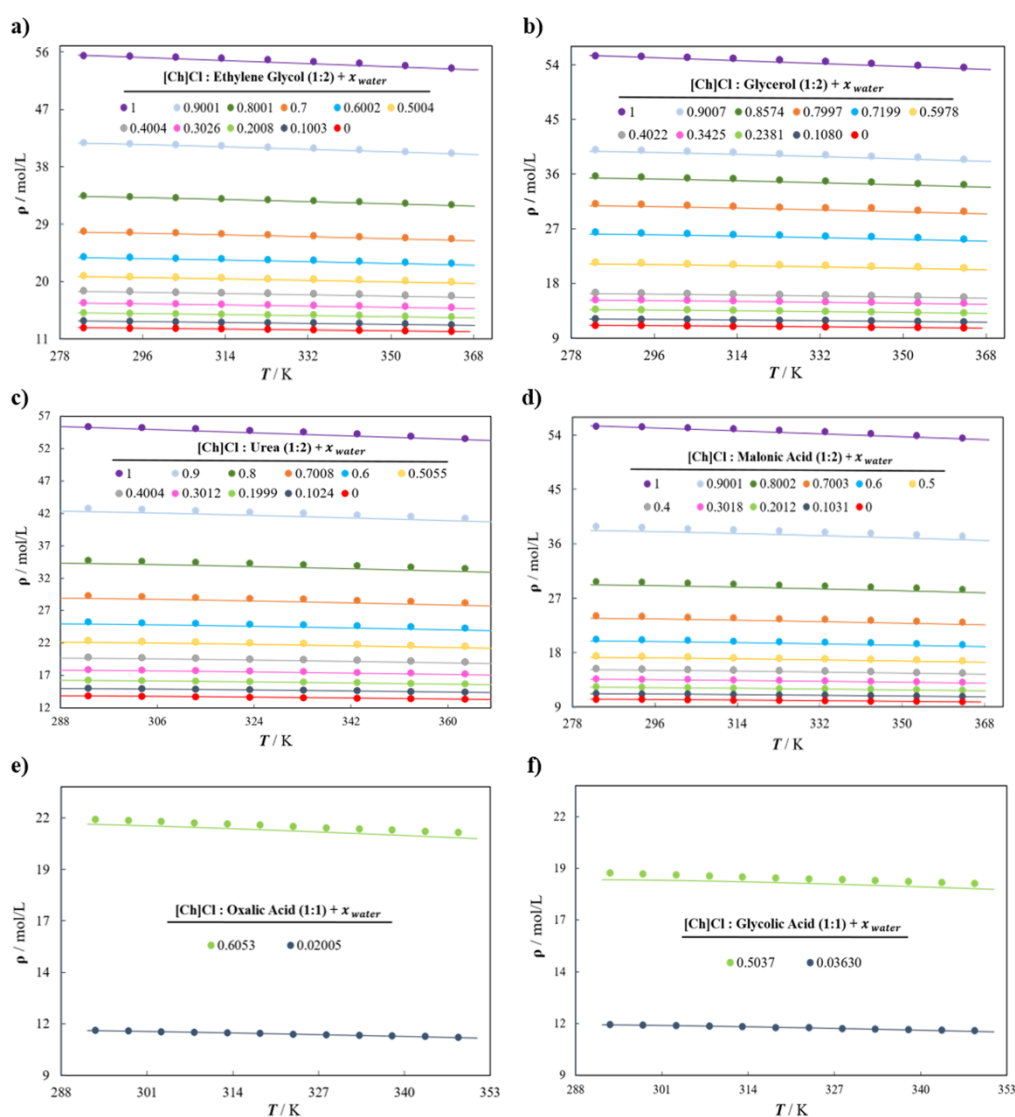 a)
[Ch]Cl : Ethylene Glycol (1:2) + x water
1 0.9001 0.8001 0.7 0.6002 0.5004
0.4004 0.3026 0.2008 0.1003 0
ρ / mol/L
56
47
38
29
20
11
278 296 314 332 350 368
T / K
b)
[Ch]Cl : Glycerol (1:2) + x water
1 0.9007 0.8574 0.7997 0.7199 0.5978
0.4022 0.3425 0.2381 0.1080 0
ρ / mol/L
54
45
36
27
18
9
278 296 314 332 350 368
T / K
c)
[Ch]Cl : Urea (1:2) + x water
1 0.9 0.8 0.7008 0.6 0.5055
0.4004 0.3012 0.1999 0.1024 0
ρ / mol/L
57
52
47
42
37
32
27
22
17
12
288 306 324 342 360
T / K
d)
[Ch]Cl : Malonic Acid (1:2) + x water
1 0.9001 0.8002 0.7003 0.6 0.5
0.4 0.3018 0.2012 0.1031 0
ρ / mol/L
54
45
36
27
18
9
278 296 314 332 350 368
T / K
e)
[Ch]Cl : Oxalic Acid (1:1) + x water
0.6053 0.02005
ρ / mol/L
22
19
17
14
12
9
288 301 314 327 340 353
T / K
f)
[Ch]Cl : Glycolic Acid (1:1) + x water
0.5037 0.03630
ρ / mol/L
22
19
17
14
12
9
288 301 314 327 340 353
T / K